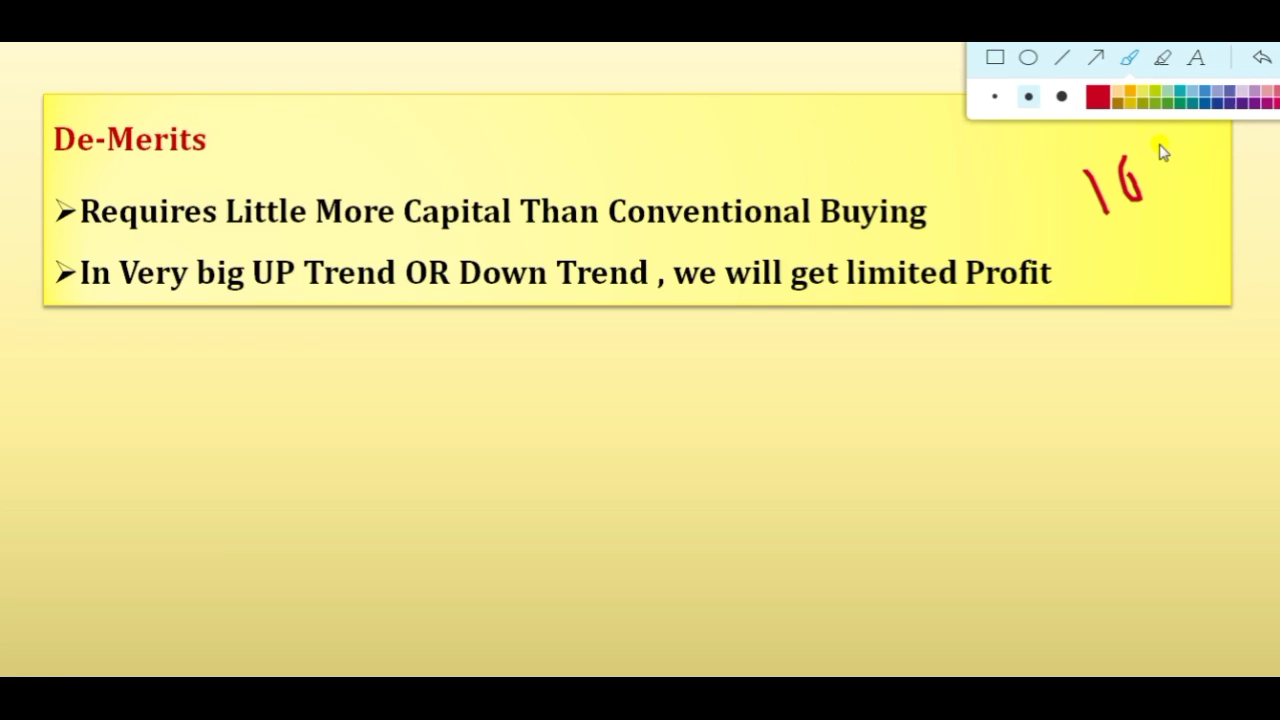 De-Merits
16
➢Requires Little More Capital Than Conventional Buying
➢In Very big UP Trend OR Down Trend , we will get limited Profit